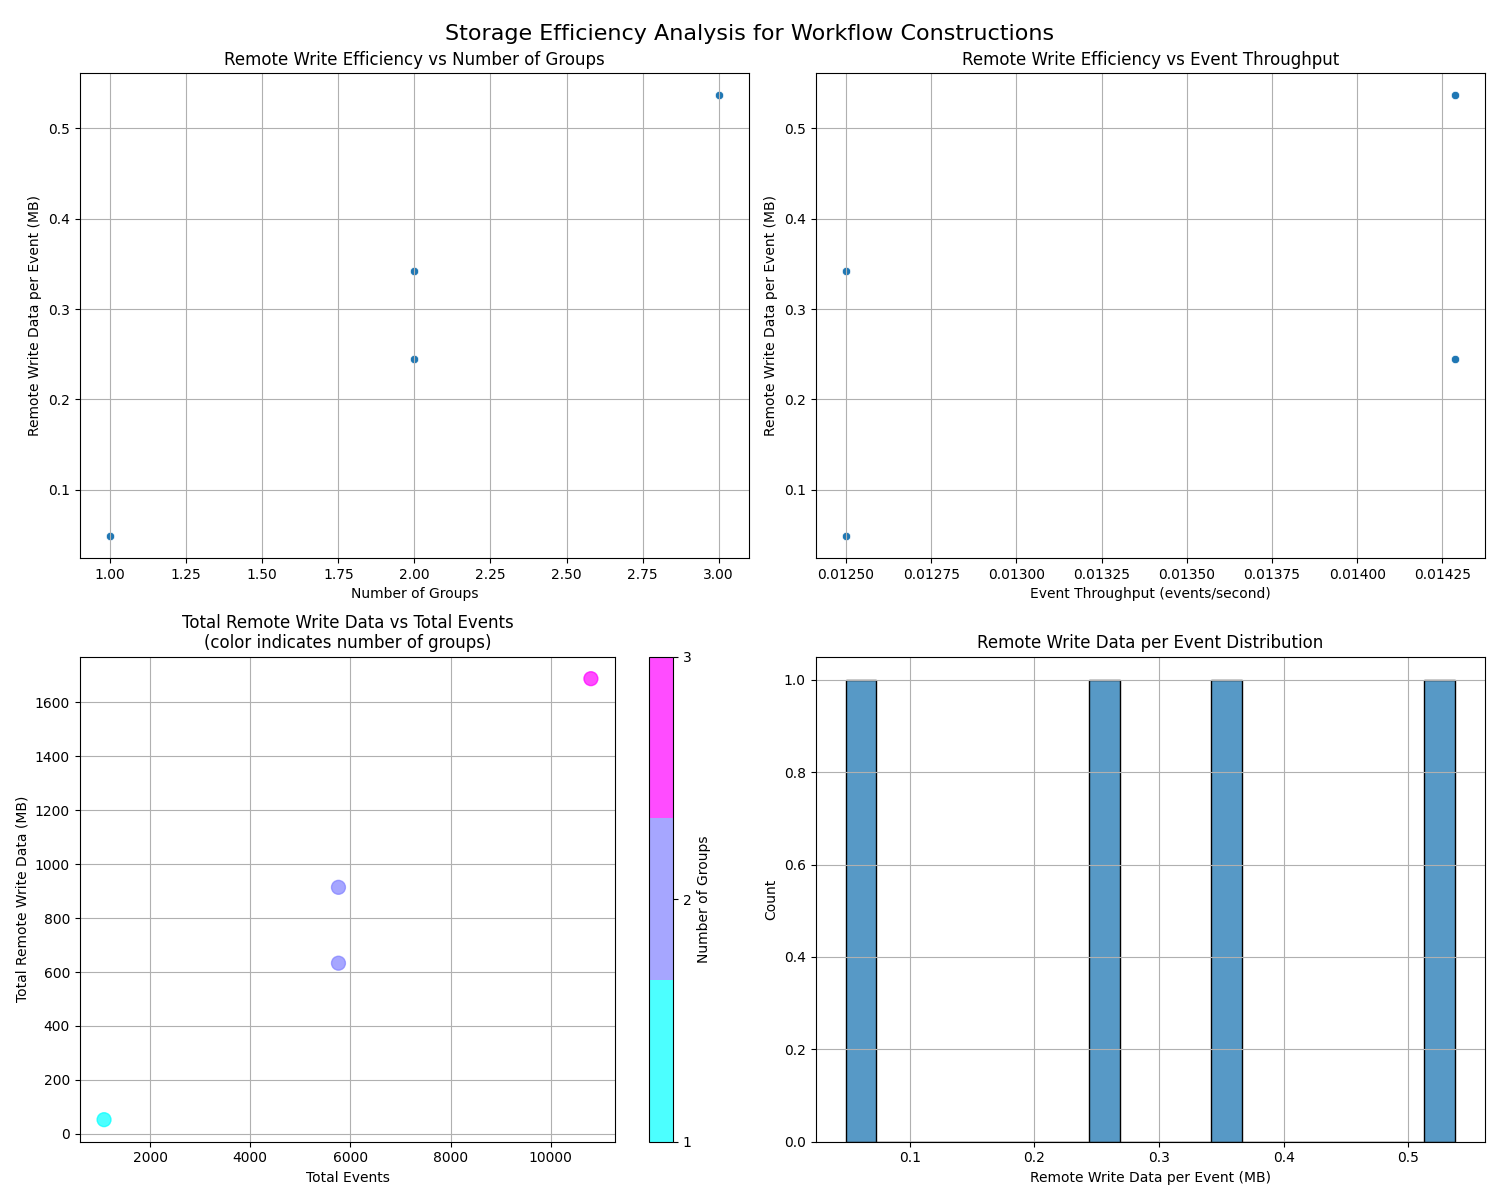 Storage Efficiency Analysis for Workflow Constructions
Remote Write Efficiency vs Number of Groups
Remote Write Data per Event (MB)
0.5
0.4
0.3
0.2
0.1
1.00 1.25 1.50 1.75 2.00 2.25 2.50 2.75 3.00
Number of Groups
Remote Write Efficiency vs Event Throughput
Remote Write Data per Event (MB)
0.5
0.4
0.3
0.2
0.1
0.01250 0.01275 0.01300 0.01325 0.01350 0.01375 0.01400 0.01425
Event Throughput (events/second)
Total Remote Write Data vs Total Events
(color indicates number of groups)
Total Remote Write Data (MB)
1600
1400
1200
1000
800
600
400
200
0
2000 4000 6000 8000 10000
Total Events
3
2
1
Number of Groups
Remote Write Data per Event Distribution
Count
1.0
0.8
0.6
0.4
0.2
0.0
0.1 0.2 0.3 0.4 0.5
Remote Write Data per Event (MB)